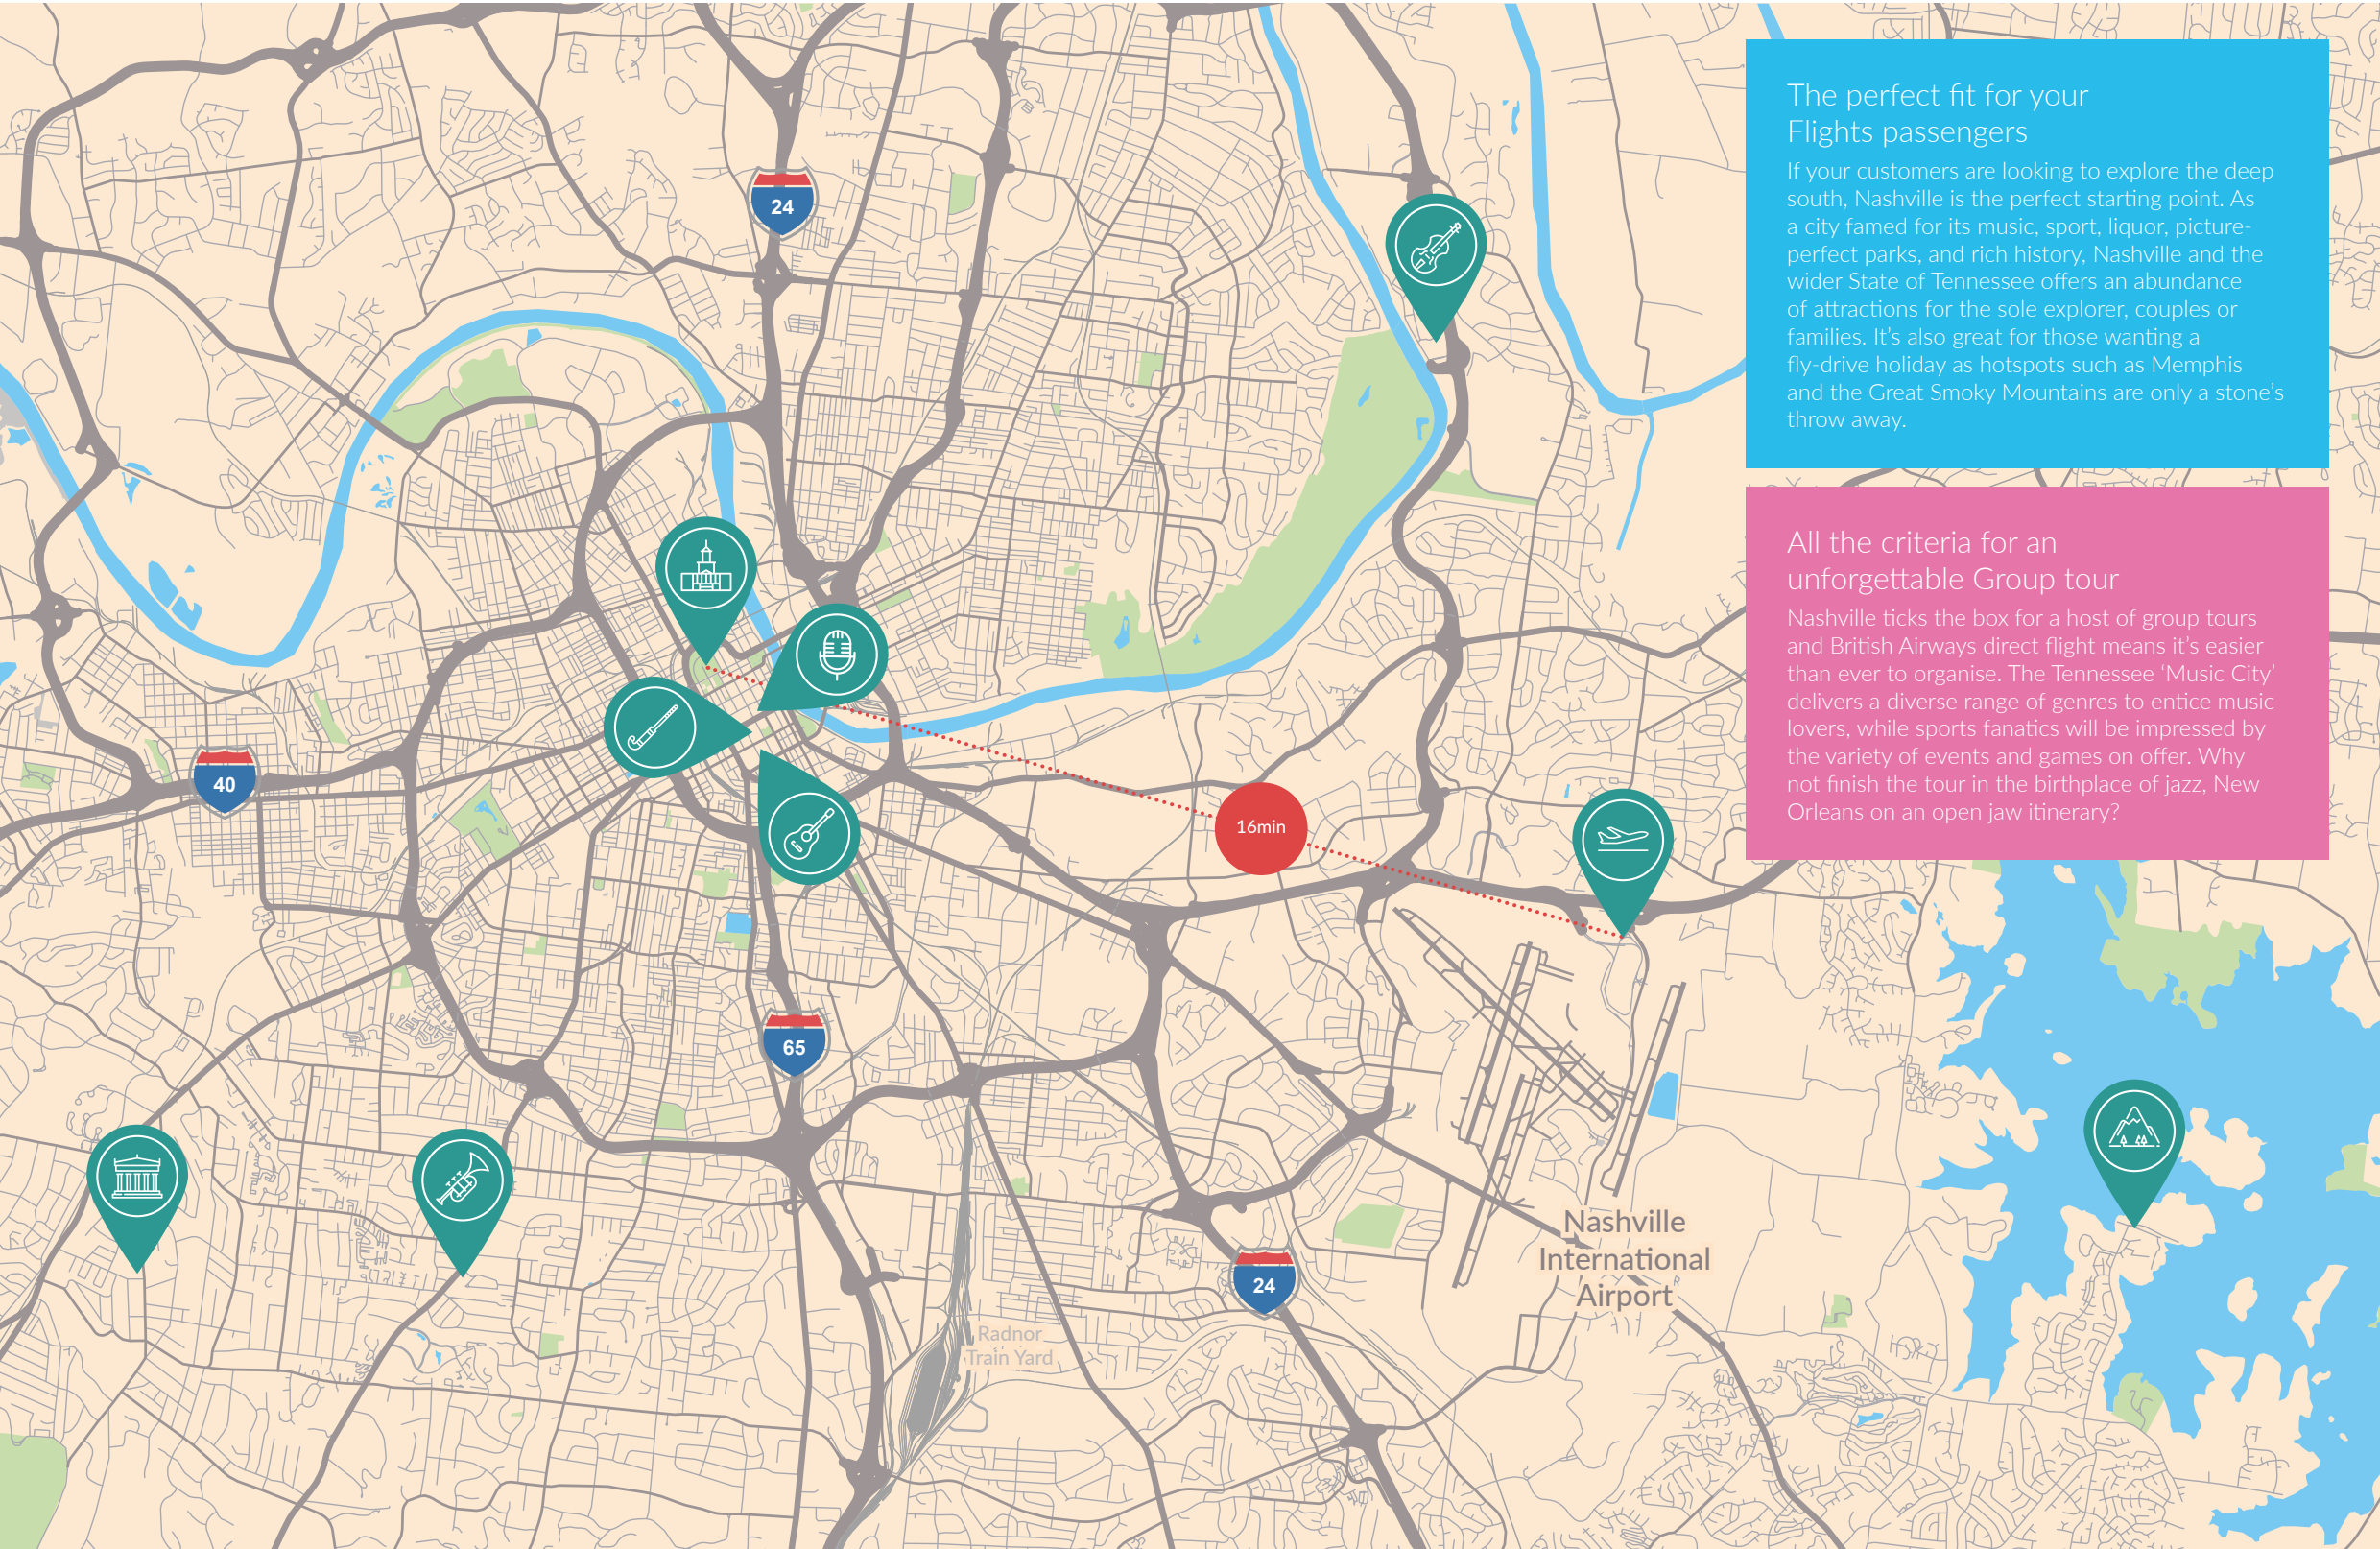 The perfect fit for your
Flights passengers
If your customers are looking to explore the deep
south, Nashville is the perfect starting point. As
a city famed for its music, sport, liquor, picture-
perfect parks, and rich history, Nashville and the
wider State of Tennessee offers an abundance
of attractions for the sole explorer, couples or
families. It’s also great for those wanting a
fly-drive holiday as hotspots such as Memphis
and the Great Smoky Mountains are only a stone’s
throw away.
All the criteria for an
unforgettable Group tour
Nashville ticks the box for a host of group tours
and British Airways direct flight means it’s easier
than ever to organise. The Tennessee ‘Music City’
delivers a diverse range of genres to entice music
lovers, while sports fanatics will be impressed by
the variety of events and games on offer. Why
not finish the tour in the birthplace of jazz, New
Orleans on an open jaw itinerary?
24
40
16min
65
Nashville
International
Airport
24
Radnor
Train Yard